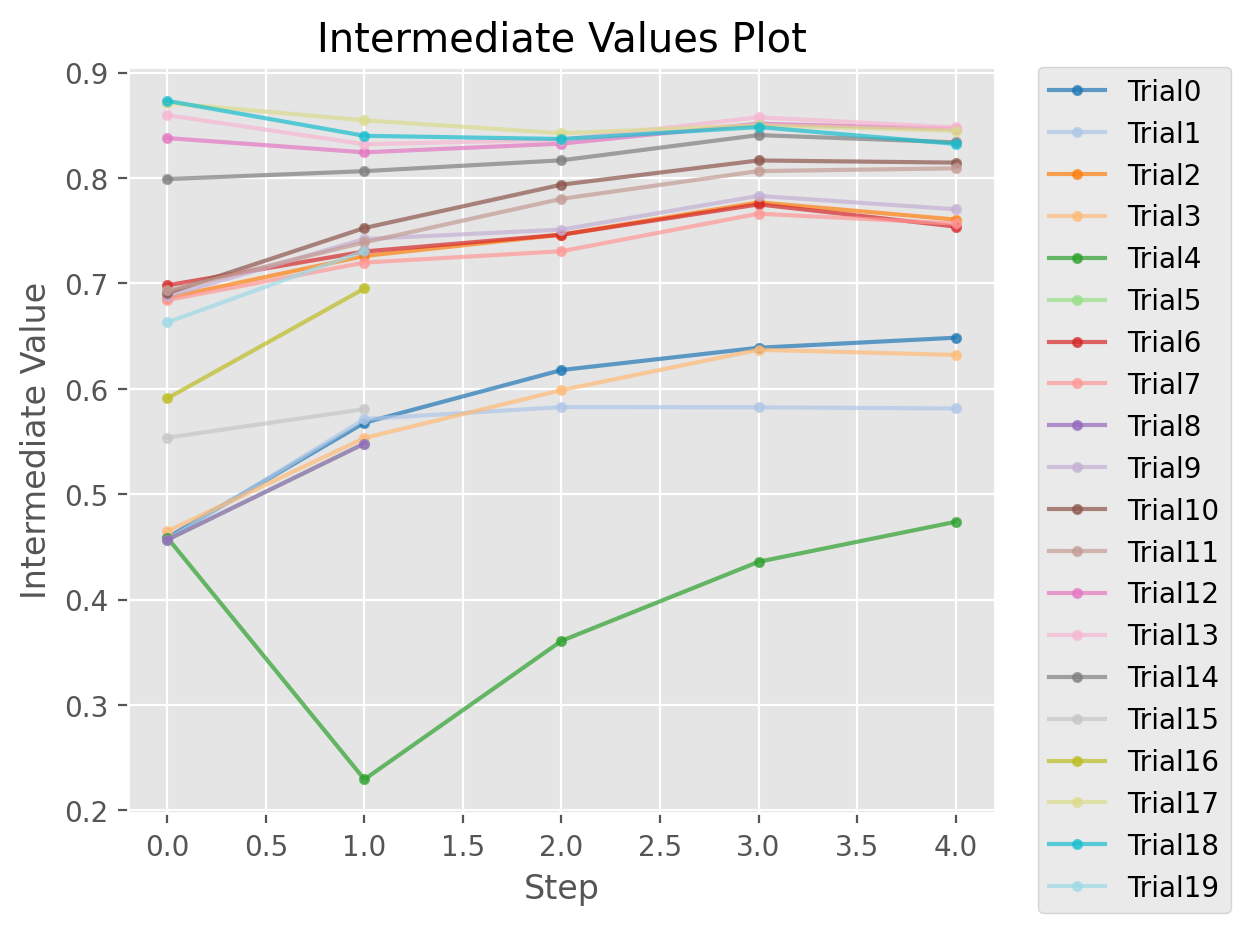 Intermediate Values Plot
0.9
0.8
0.7
0.6
0.5
0.4
0.3
0.2
Intermediate Value
0.0 0.5 1.0 1.5 2.0 2.5 3.0 3.5 4.0
Step
Trial0
Trial1
Trial2
Trial3
Trial4
Trial5
Trial6
Trial7
Trial8
Trial9
Trial10
Trial11
Trial12
Trial13
Trial14
Trial15
Trial16
Trial17
Trial18
Trial19